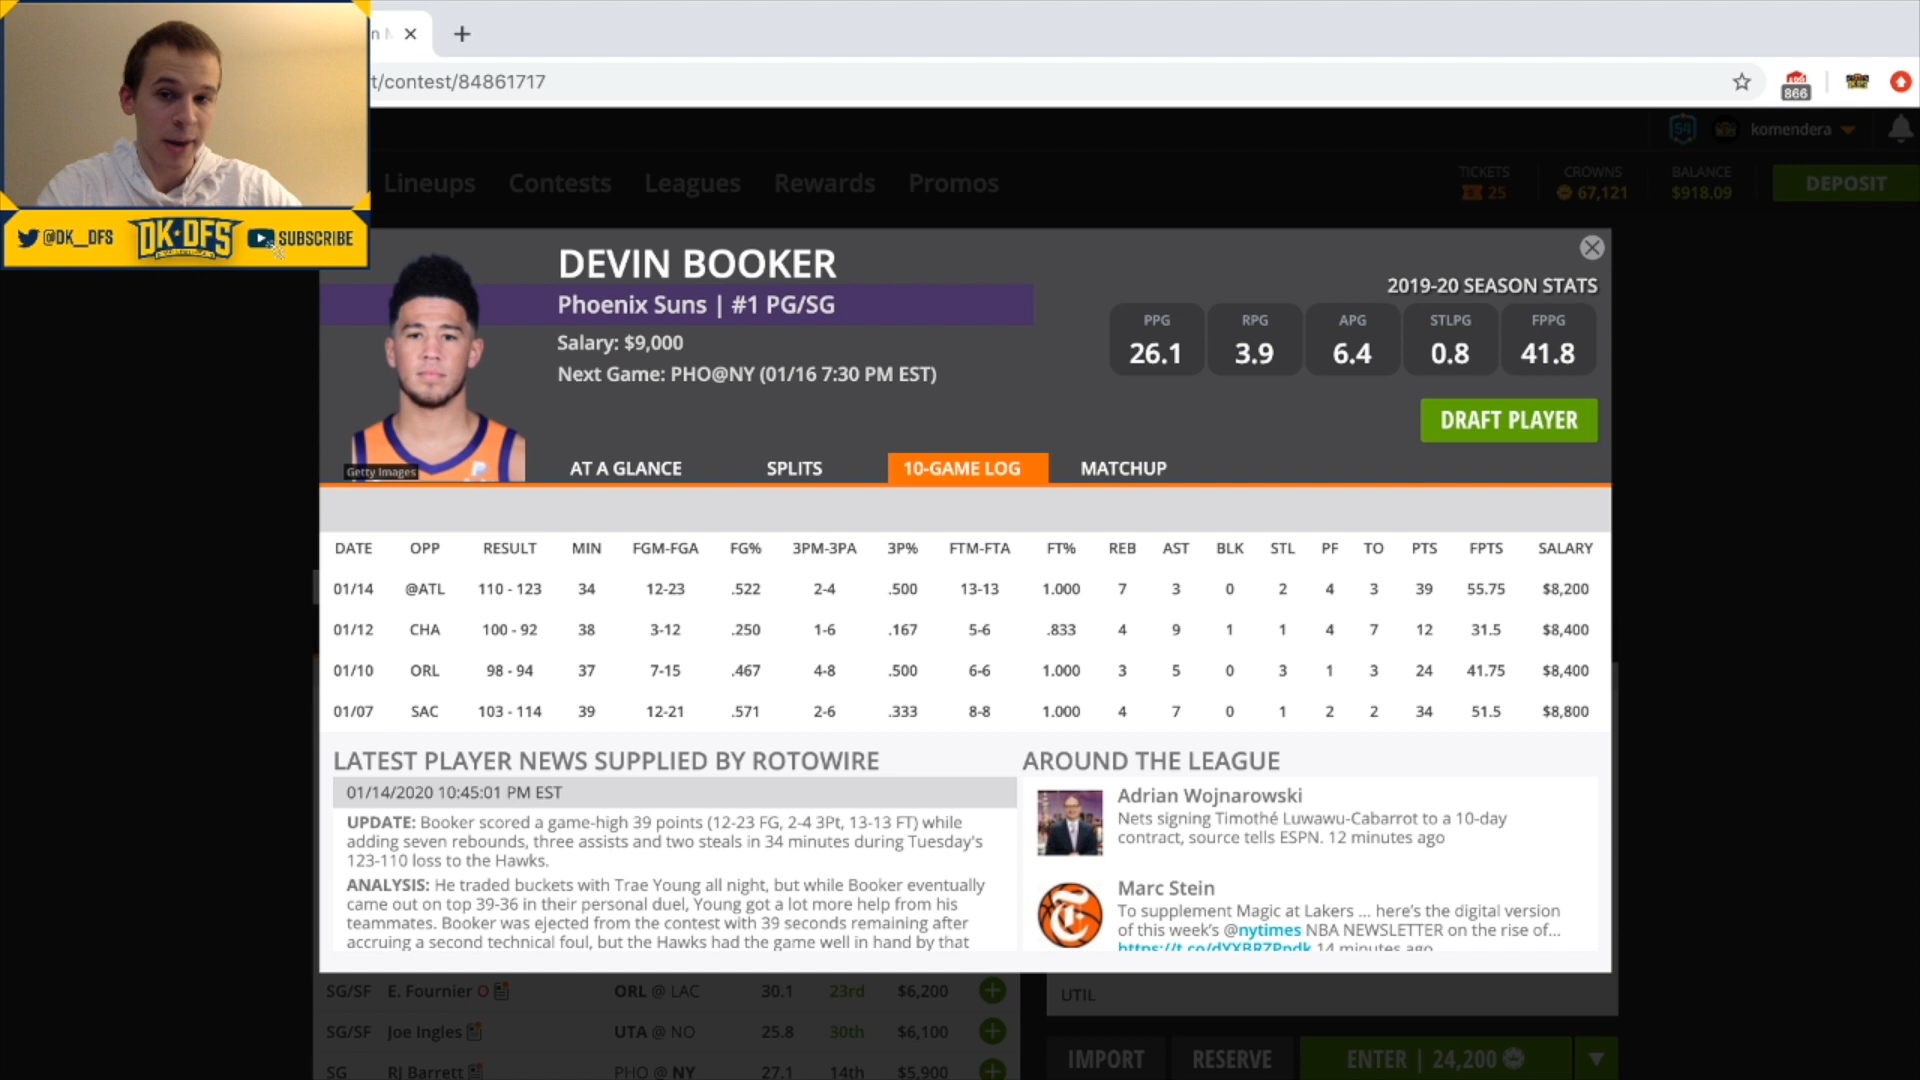 t/contest/84861717
866
54
komendera
Lineups Contests Leagues Rewards Promos
TICKETS
25
CROWNS
67,121
BALANCE
$918.09
DEPOSIT
@DK__DFS
DK DFS
SUBSCRIBE
DEVIN BOOKER
Phoenix Suns | #1 PG/SG
Salary: $9,000
Next Game: PHO@NY (01/16 7:30 PM EST)
Getty Images
2019-20 SEASON STATS
PPG RPG APG STLPG FPPG
26.1 3.9 6.4 0.8 41.8
DRAFT PLAYER
AT A GLANCE SPLITS 10-GAME LOG MATCHUP
DATE OPP RESULT MIN FGM-FGA FG% 3PM-3PA 3P% FTM-FTA FT% REB AST BLK STL PF TO PTS FPTS SALARY
01/14 @ATL 110 - 123 34 12-23 .522 2-4 .500 13-13 1.000 7 3 0 2 4 3 39 55.75 $8,200
01/12 CHA 100 - 92 38 3-12 .250 1-6 .167 5-6 .833 4 9 1 1 4 7 12 31.5 $8,400
01/10 ORL 98 - 94 37 7-15 .467 4-8 .500 6-6 1.000 3 5 0 3 1 3 24 41.75 $8,400
01/07 SAC 103 - 114 39 12-21 .571 2-6 .333 8-8 1.000 4 7 0 1 2 2 34 51.5 $8,800
LATEST PLAYER NEWS SUPPLIED BY ROTOWIRE
01/14/2020 10:45:01 PM EST
UPDATE: Booker scored a game-high 39 points (12-23 FG, 2-4 3Pt, 13-13 FT) while
adding seven rebounds, three assists and two steals in 34 minutes during Tuesday's
123-110 loss to the Hawks.
ANALYSIS: He traded buckets with Trae Young all night, but while Booker eventually
came out on top 39-36 in their personal duel, Young got a lot more help from his
teammates. Booker was ejected from the contest with 39 seconds remaining after
accruing a second technical foul, but the Hawks had the game well in hand by that
AROUND THE LEAGUE
Adrian Wojnarowski
Nets signing Timothé Luwawu-Cabarrot to a 10-day
contract, source tells ESPN. 12 minutes ago
Marc Stein
To supplement Magic at Lakers ... here's the digital version
of this week's @nytimes NBA NEWSLETTER on the rise of...
14 minutes ago
SG/SF E. Fournier O ORL @ LAC 30.1 23rd $6,200
SG/SF Joe Ingles UTA @ NO 25.8 30th $6,100
SG RJ Barrett PHO @ NY 27.1 14th $5,900
UTIL
IMPORT RESERVE ENTER | 24,200